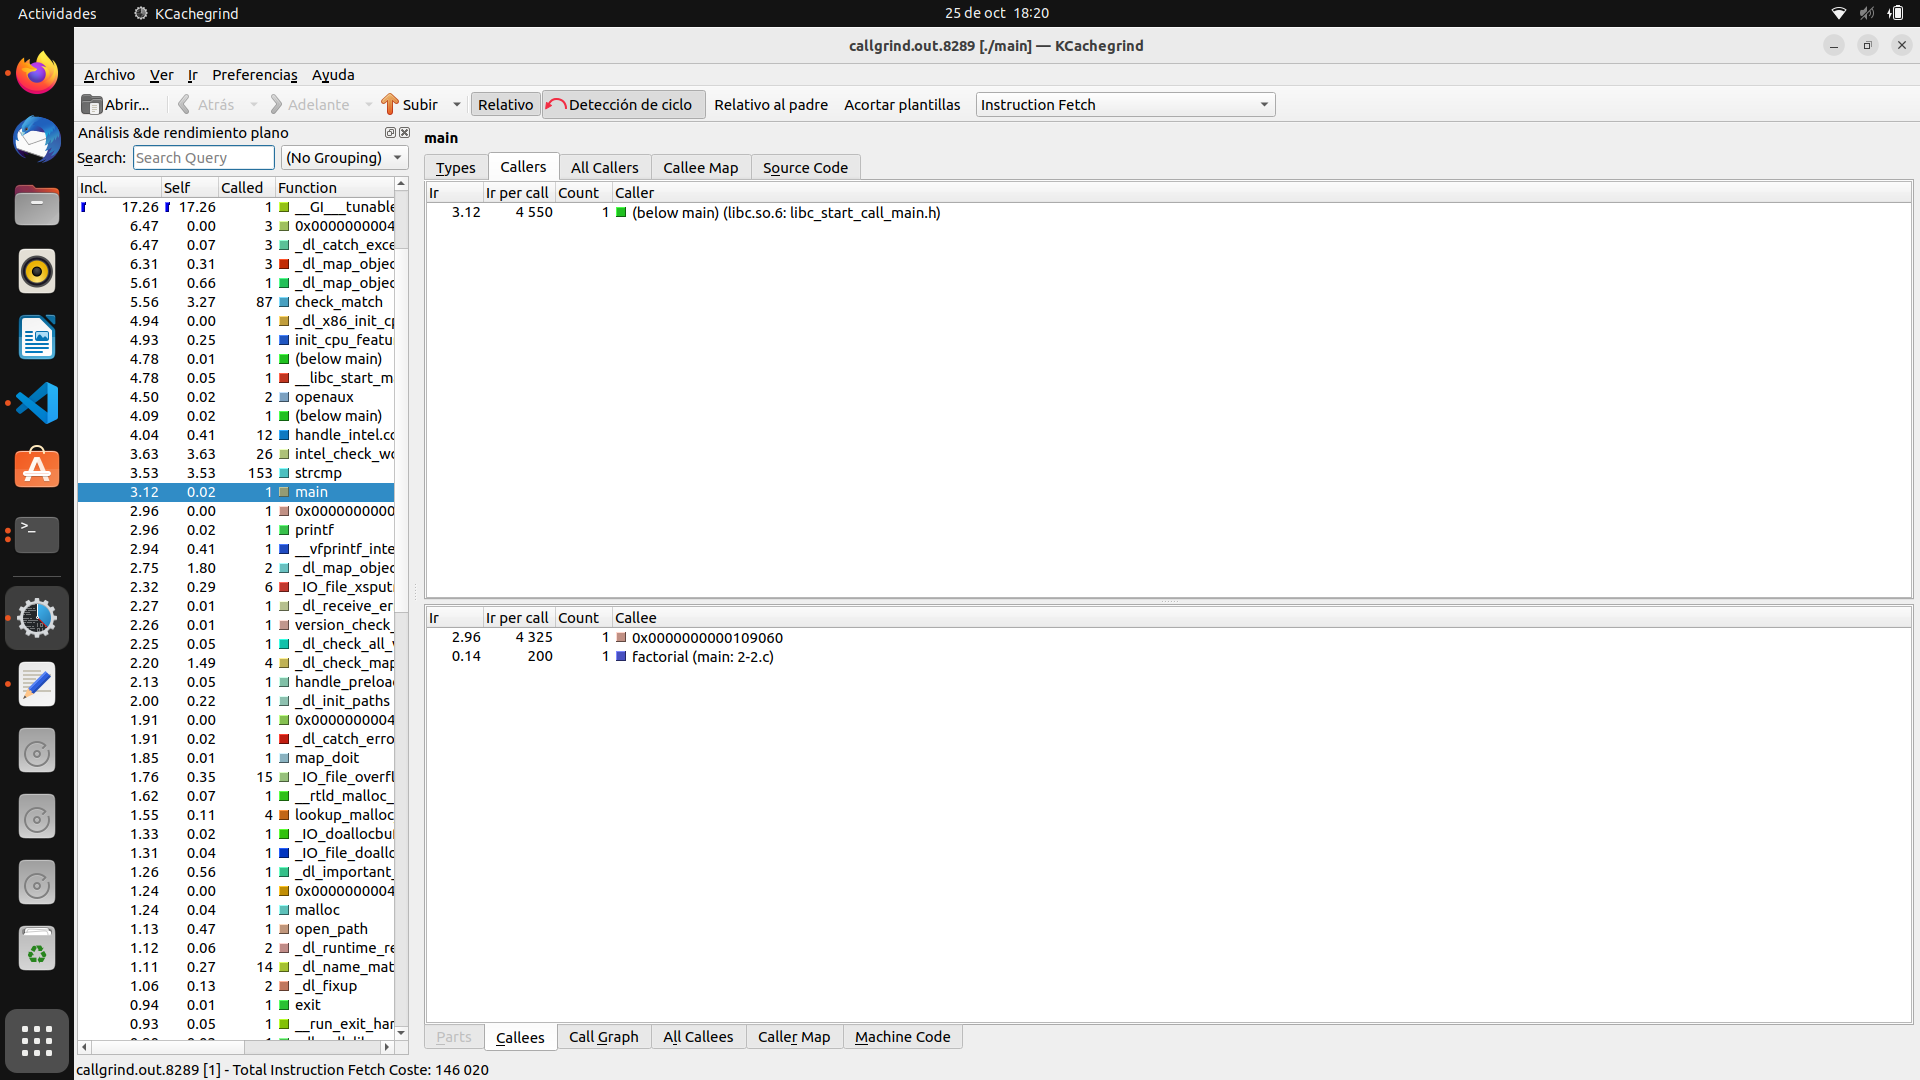 Actividades KCachegrind 25 de oct 18:20
callgrind.out.8289 [./main] — KCachegrind
Archivo Ver Ir Preferencias Ayuda
Abrir... Atrás Adelante Subir Relativo Detección de ciclo Relativo al padre Acortar plantillas Instruction Fetch
Análisis &de rendimiento plano
Search: Search Query (No Grouping)
Incl. Self Called Function
17.26 17.26 1 __GI___tunable
6.47 0.00 3 0x0000000004
6.47 0.07 3 _dl_catch_exce
6.31 0.31 3 _dl_map_objec
5.61 0.66 1 _dl_map_objec
5.56 3.27 87 check_match
4.94 0.00 1 _dl_x86_init_cp
4.93 0.25 1 init_cpu_featu
4.78 0.01 1 (below main)
4.78 0.05 1 __libc_start_m
4.50 0.02 2 openaux
4.09 0.02 1 (below main)
4.04 0.41 12 handle_intel.co
3.63 3.63 26 intel_check_wo
3.53 3.53 153 strcmp
3.12 0.02 1 main
2.96 0.00 1 0x0000000000
2.96 0.02 1 printf
2.94 0.41 1 __vfprintf_inte
2.75 1.80 2 _dl_map_objec
2.32 0.29 6 _IO_file_xsputn
2.27 0.01 1 _dl_receive_er
2.26 0.01 1 version_check_
2.25 0.05 1 _dl_check_all_v
2.20 1.49 4 _dl_check_map
2.13 0.05 1 handle_preloa
2.00 0.22 1 _dl_init_paths
1.91 0.00 1 0x0000000004
1.91 0.02 1 _dl_catch_erro
1.85 0.01 1 map_doit
1.76 0.35 15 _IO_file_overfl
1.62 0.07 1 __rtld_malloc_
1.55 0.11 4 lookup_malloc
1.33 0.02 1 _IO_doallocbu
1.31 0.04 1 _IO_file_doallo
1.26 0.56 1 _dl_important_
1.24 0.00 1 0x0000000004
1.24 0.04 1 malloc
1.13 0.47 1 open_path
1.12 0.06 2 _dl_runtime_re
1.11 0.27 14 _dl_name_mat
1.06 0.13 2 _dl_fixup
0.94 0.01 1 exit
0.93 0.05 1 __run_exit_han
main
Types Callers All Callers Callee Map Source Code
Ir Ir per call Count Caller
3.12 4 550 1 (below main) (libc.so.6: libc_start_call_main.h)
Ir Ir per call Count Callee
2.96 4 325 1 0x0000000000109060
0.14 200 1 factorial (main: 2-2.c)
Parts Callees Call Graph All Callees Caller Map Machine Code
callgrind.out.8289 [1] - Total Instruction Fetch Coste: 146 020